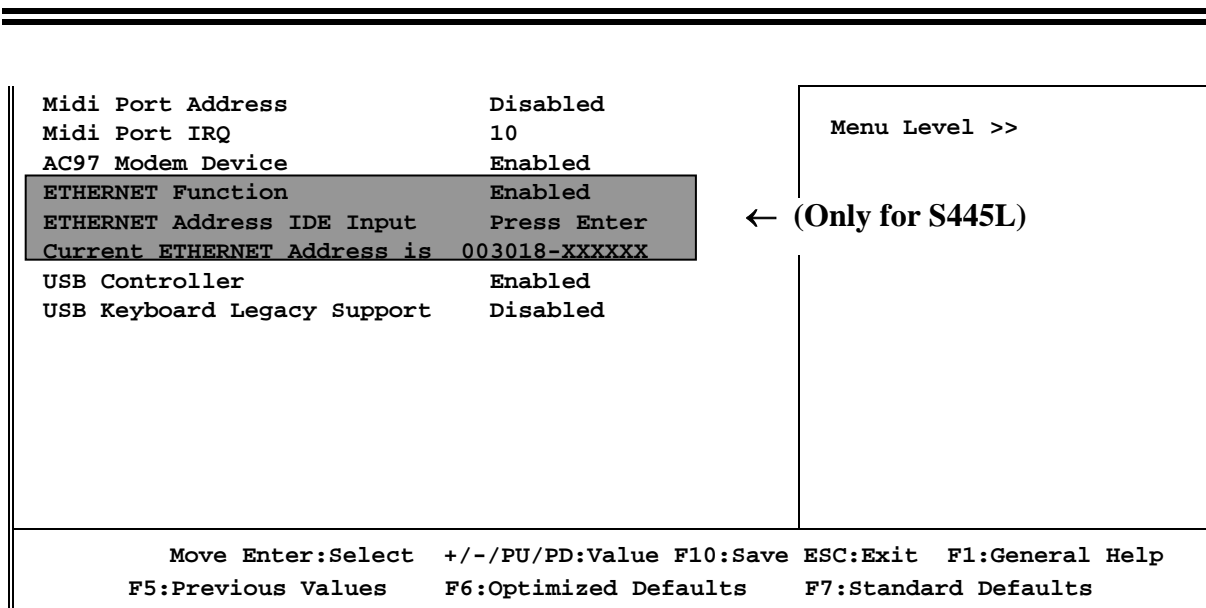 Midi Port Address Disabled
Midi Port IRQ 10
AC97 Modem Device Enabled
ETHERNET Function Enabled
ETHERNET Address IDE Input Press Enter
Current ETHERNET Address is 003018-XXXXXX
USB Controller Enabled
USB Keyboard Legacy Support Disabled
Menu Level >>
← (Only for S445L)
Move Enter:Select +/-/PU/PD:Value F10:Save ESC:Exit F1:General Help
F5:Previous Values F6:Optimized Defaults F7:Standard Defaults